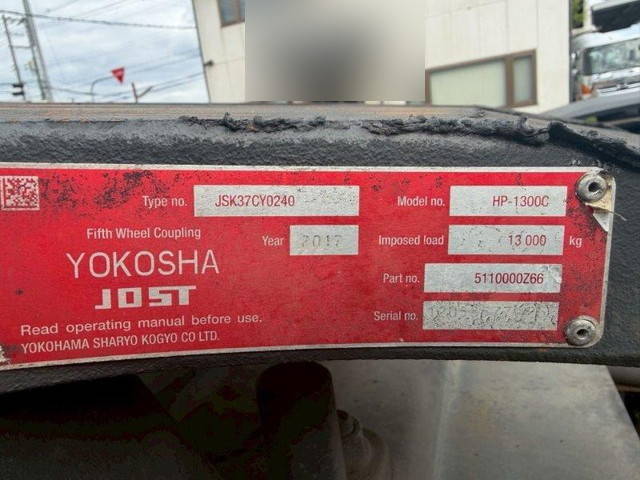 Type no. JSK37CY0240 Model no. HP-1300C
Fifth Wheel Coupling Year 2017 Imposed load 13 000 kg
YOKOSHA Part no. 5110000Z66
JOST Serial no.
Read operating manual before use.
YOKOHAMA SHARYO KOGYO CO LTD.